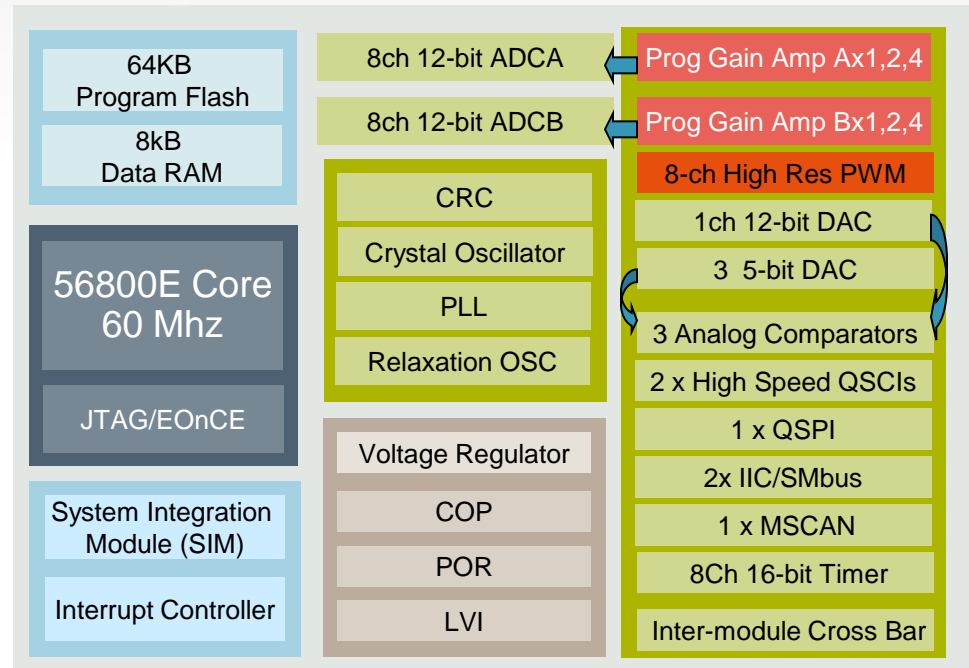 64KB
Program Flash
8kB
Data RAM
56800E Core
60 Mhz
JTAG/EOnCE
System Integration
Module (SIM)
Interrupt Controller
8ch 12-bit ADCA
8ch 12-bit ADCB
CRC
Crystal Oscillator
PLL
Relaxation OSC
Voltage Regulator
COP
POR
LVI
Prog Gain Amp Ax1,2,4
Prog Gain Amp Bx1,2,4
8-ch High Res PWM
1ch 12-bit DAC
3 5-bit DAC
3 Analog Comparators
2 x High Speed QSCIs
1 x QSPI
2x IIC/SMbus
1 x MSCAN
8Ch 16-bit Timer
Inter-module Cross Bar